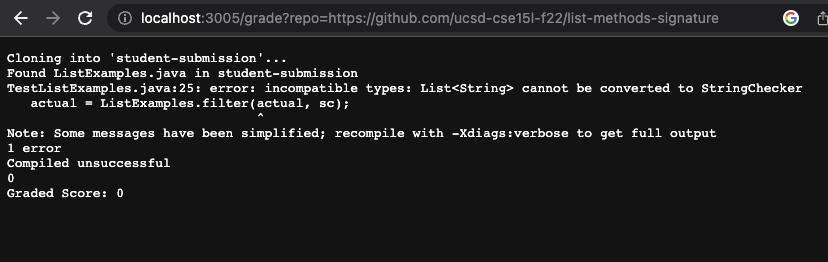 localhost:3005/grade?repo=https://github.com/ucsd-cse15l-f22/list-methods-signature
Cloning into 'student-submission'...
Found ListExamples.java in student-submission
TestListExamples.java:25: error: incompatible types: List<String> cannot be converted to StringChecker
   actual = ListExamples.filter(actual, sc);
                                ^
Note: Some messages have been simplified; recompile with -Xdiags:verbose to get full output
1 error
Compiled unsuccessful
0
Graded Score: 0